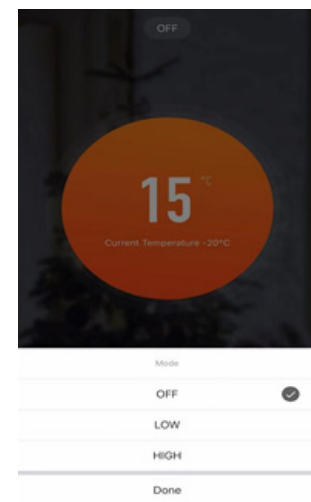 OFF
15 °C
Current Temperature -20°C
Mode
OFF
LOW
HIGH
Done